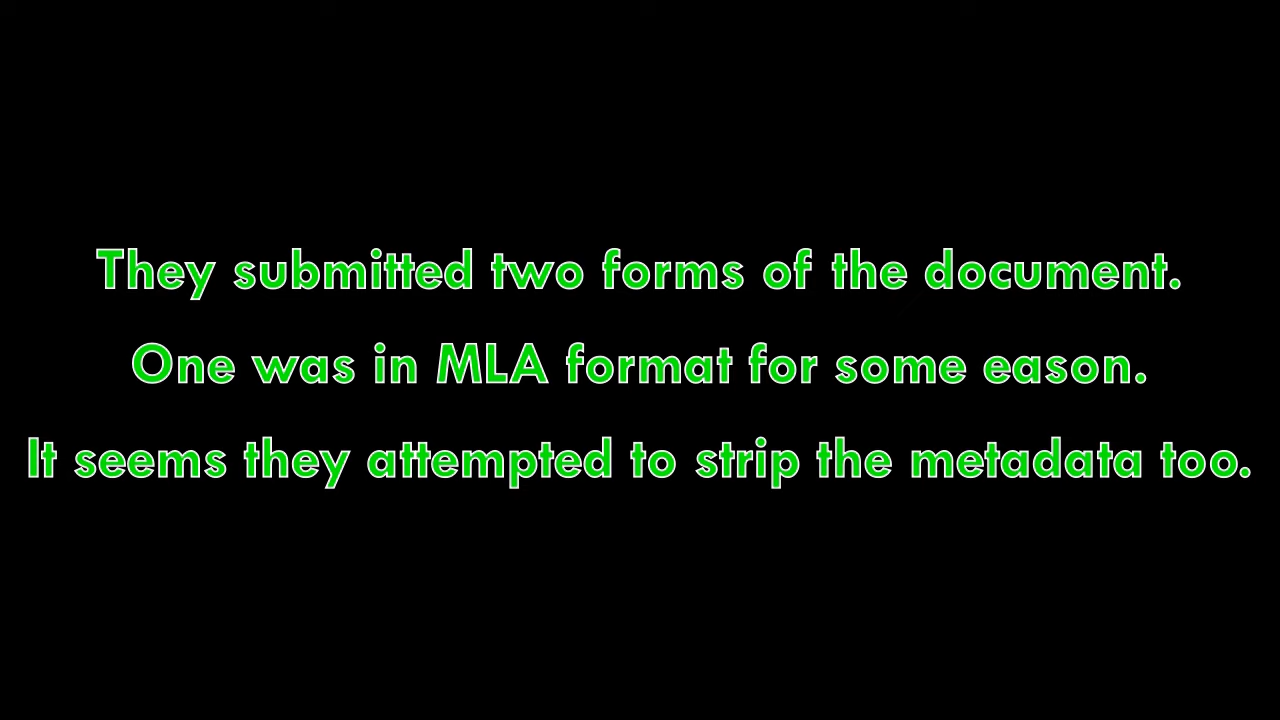 They submitted two forms of the document.
One was in MLA format for some eason.
It seems they attempted to strip the metadata too.